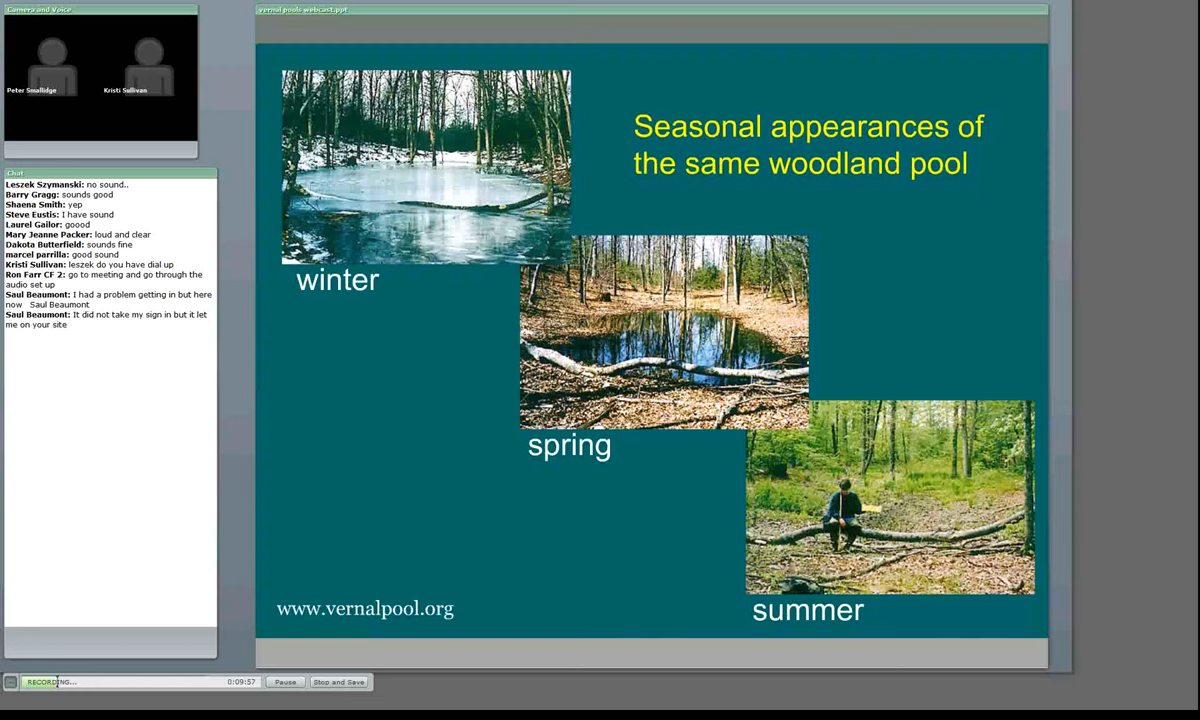 Camera and Voice
Peter Smallidge
Kristi Sullivan
Chat
Leszek Szymanski: no sound..
Barry Gragg: sounds good
Shaena Smith: yep
Steve Eustis: I have sound
Laurel Gailor: goood
Mary Jeanne Packer: loud and clear
Dakota Butterfield: sounds fine
marcel parrilla: good sound
Kristi Sullivan: leszek do you have dial up
Ron Farr CF 2: go to meeting and go through the
audio set up
Saul Beaumont: I had a problem getting in but here
now Saul Beaumont
Saul Beaumont: It did not take my sign in but it let
me on your site
vernal pools webcast.ppt
Seasonal appearances of
the same woodland pool
winter
spring
summer
www.vernalpool.org
RECORDING...
0:09:57
Pause
Stop and Save